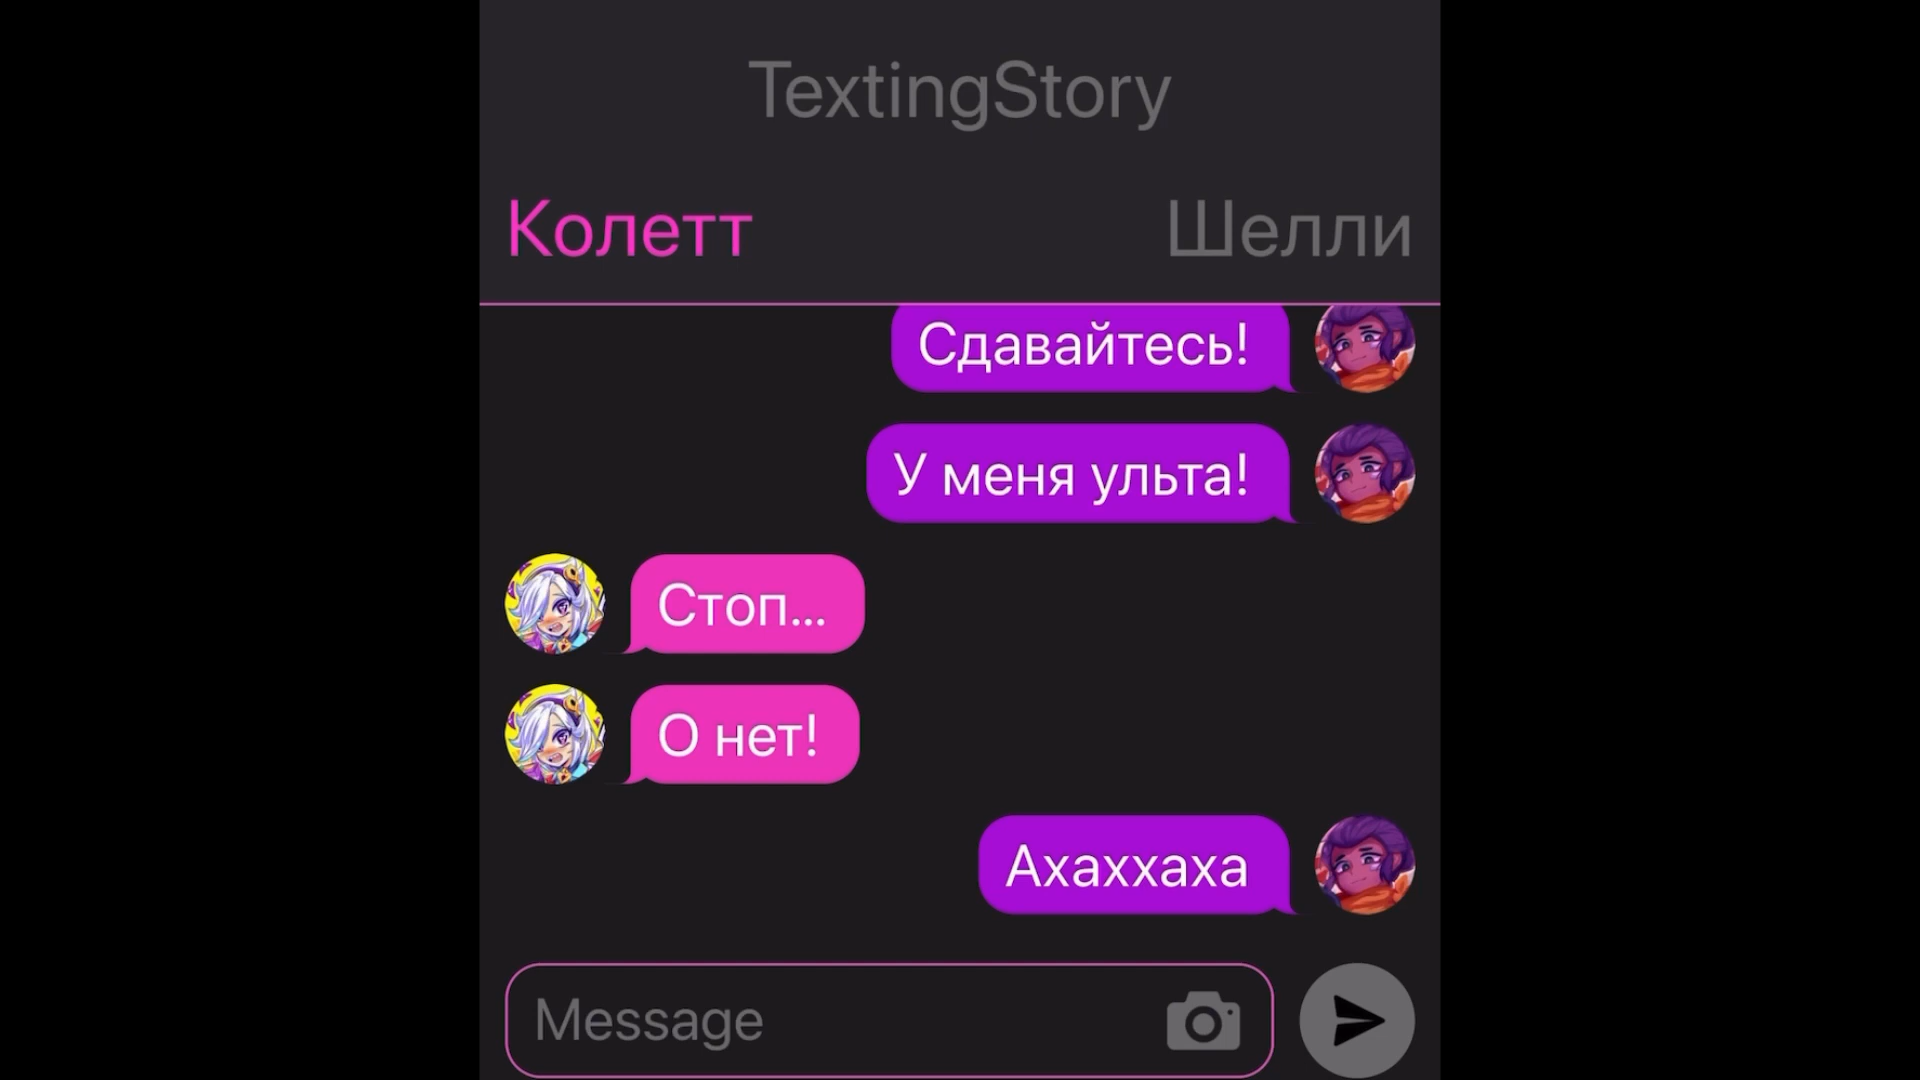 TextingStory
Колетт
Шелли
Сдавайтесь!
У меня ульта!
Стоп...
О нет!
Ахаххаха
Message